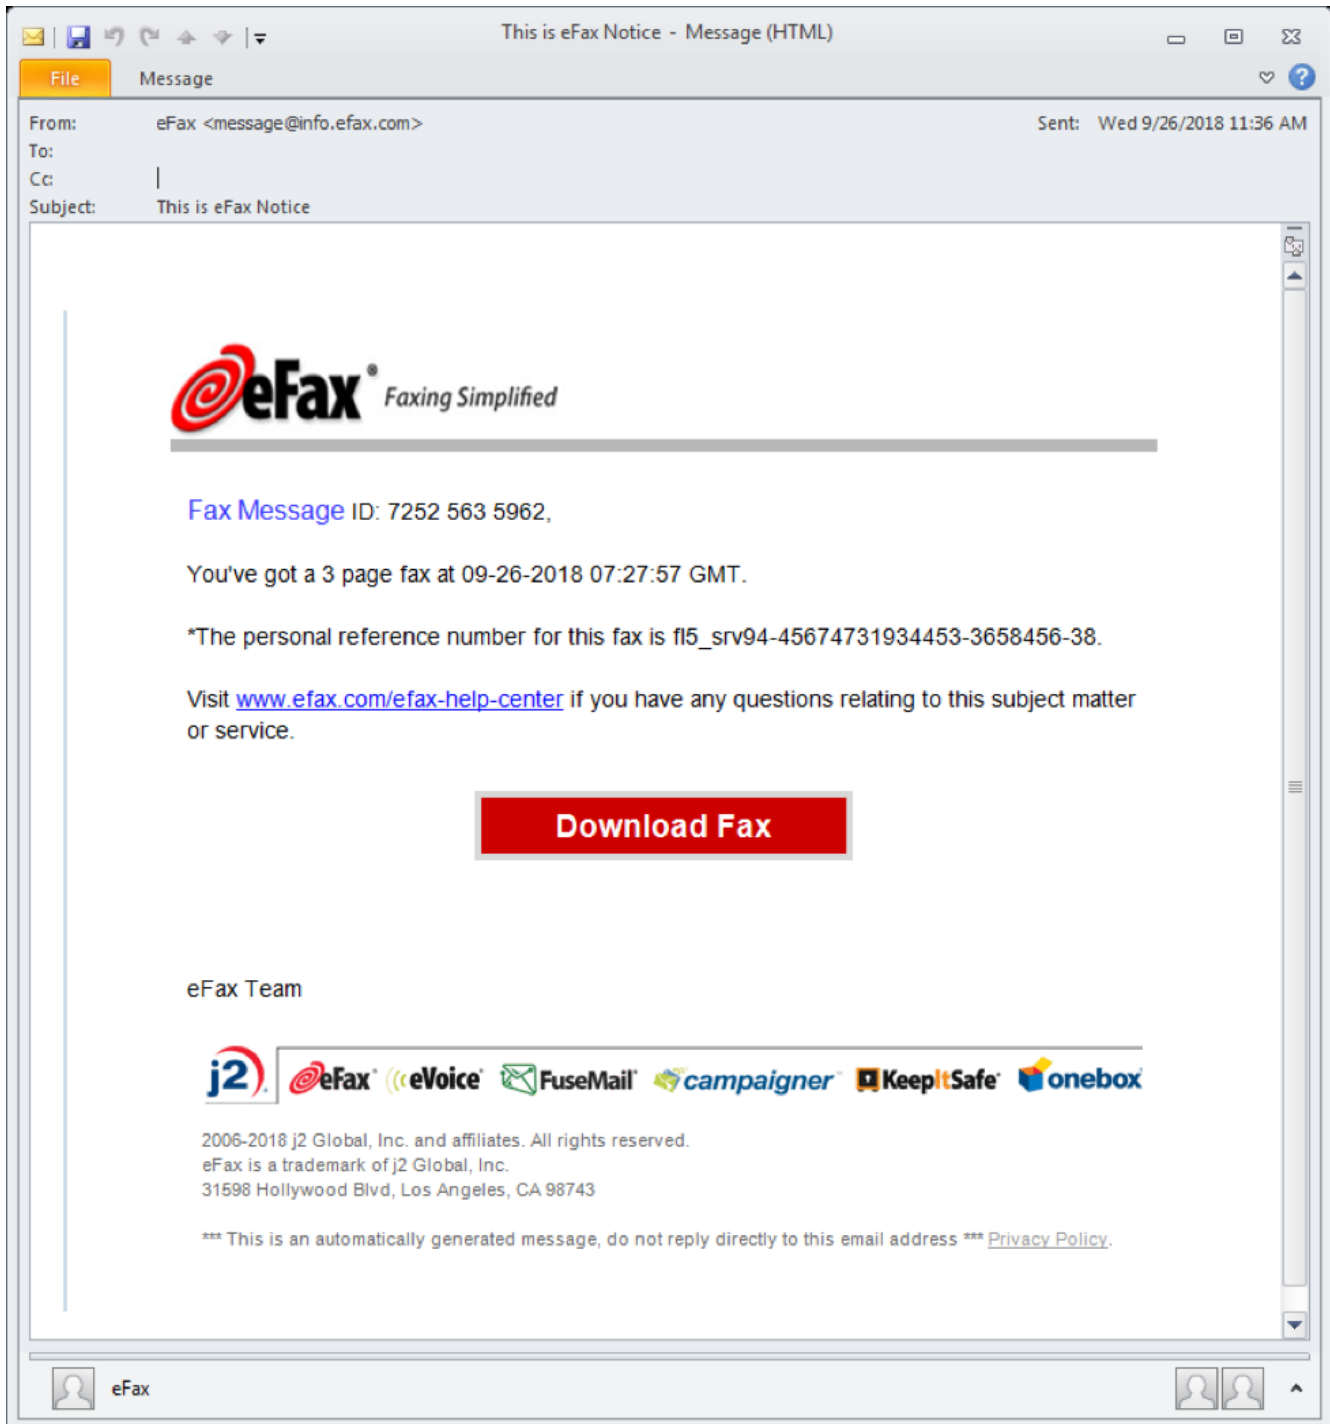 This is eFax Notice - Message (HTML)
File Message
From: eFax <message@info.efax.com> Sent: Wed 9/26/2018 11:36 AM
To:
Cc:
Subject: This is eFax Notice
eFax® Faxing Simplified
Fax Message ID: 7252 563 5962,
You've got a 3 page fax at 09-26-2018 07:27:57 GMT.
*The personal reference number for this fax is fl5_srv94-45674731934453-3658456-38.
Visit www.efax.com/efax-help-center if you have any questions relating to this subject matter
or service.
Download Fax
eFax Team
j2 eFax eVoice FuseMail campaigner KeepItSafe onebox
2006-2018 j2 Global, Inc. and affiliates. All rights reserved.
eFax is a trademark of j2 Global, Inc.
31598 Hollywood Blvd, Los Angeles, CA 98743
*** This is an automatically generated message, do not reply directly to this email address *** Privacy Policy.
eFax